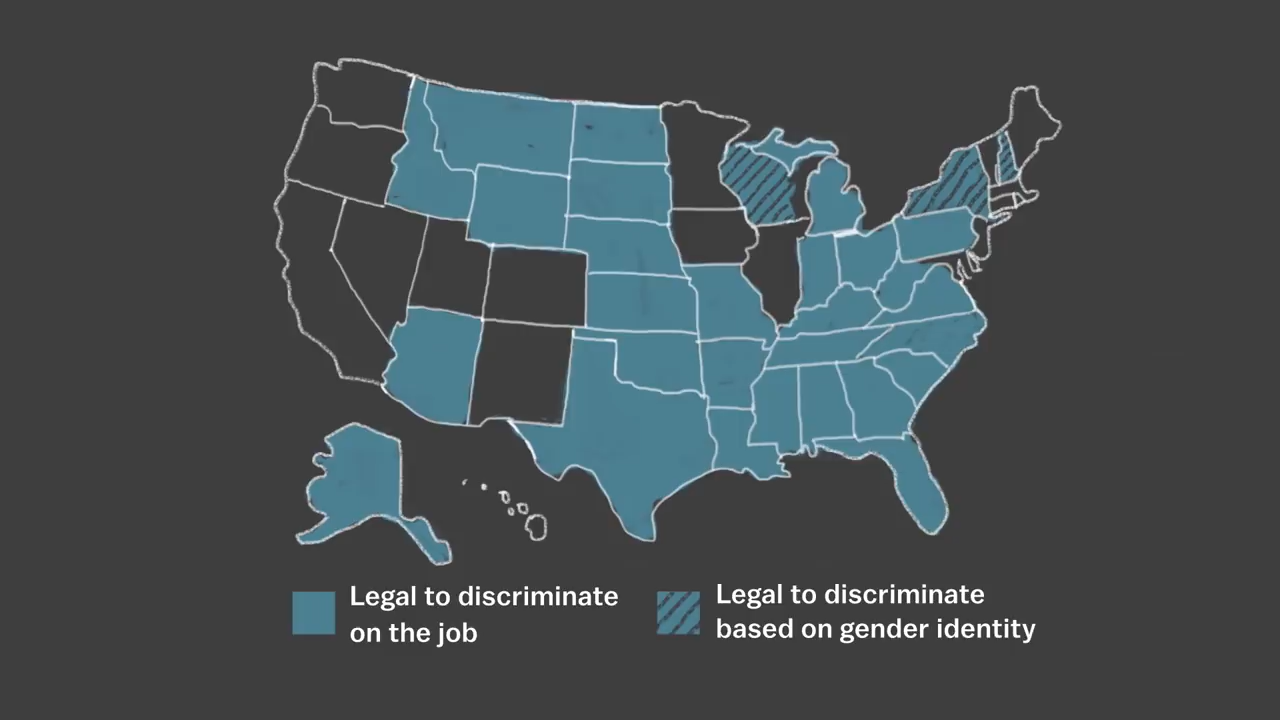 Legal to discriminate
on the job
Legal to discriminate
based on gender identity